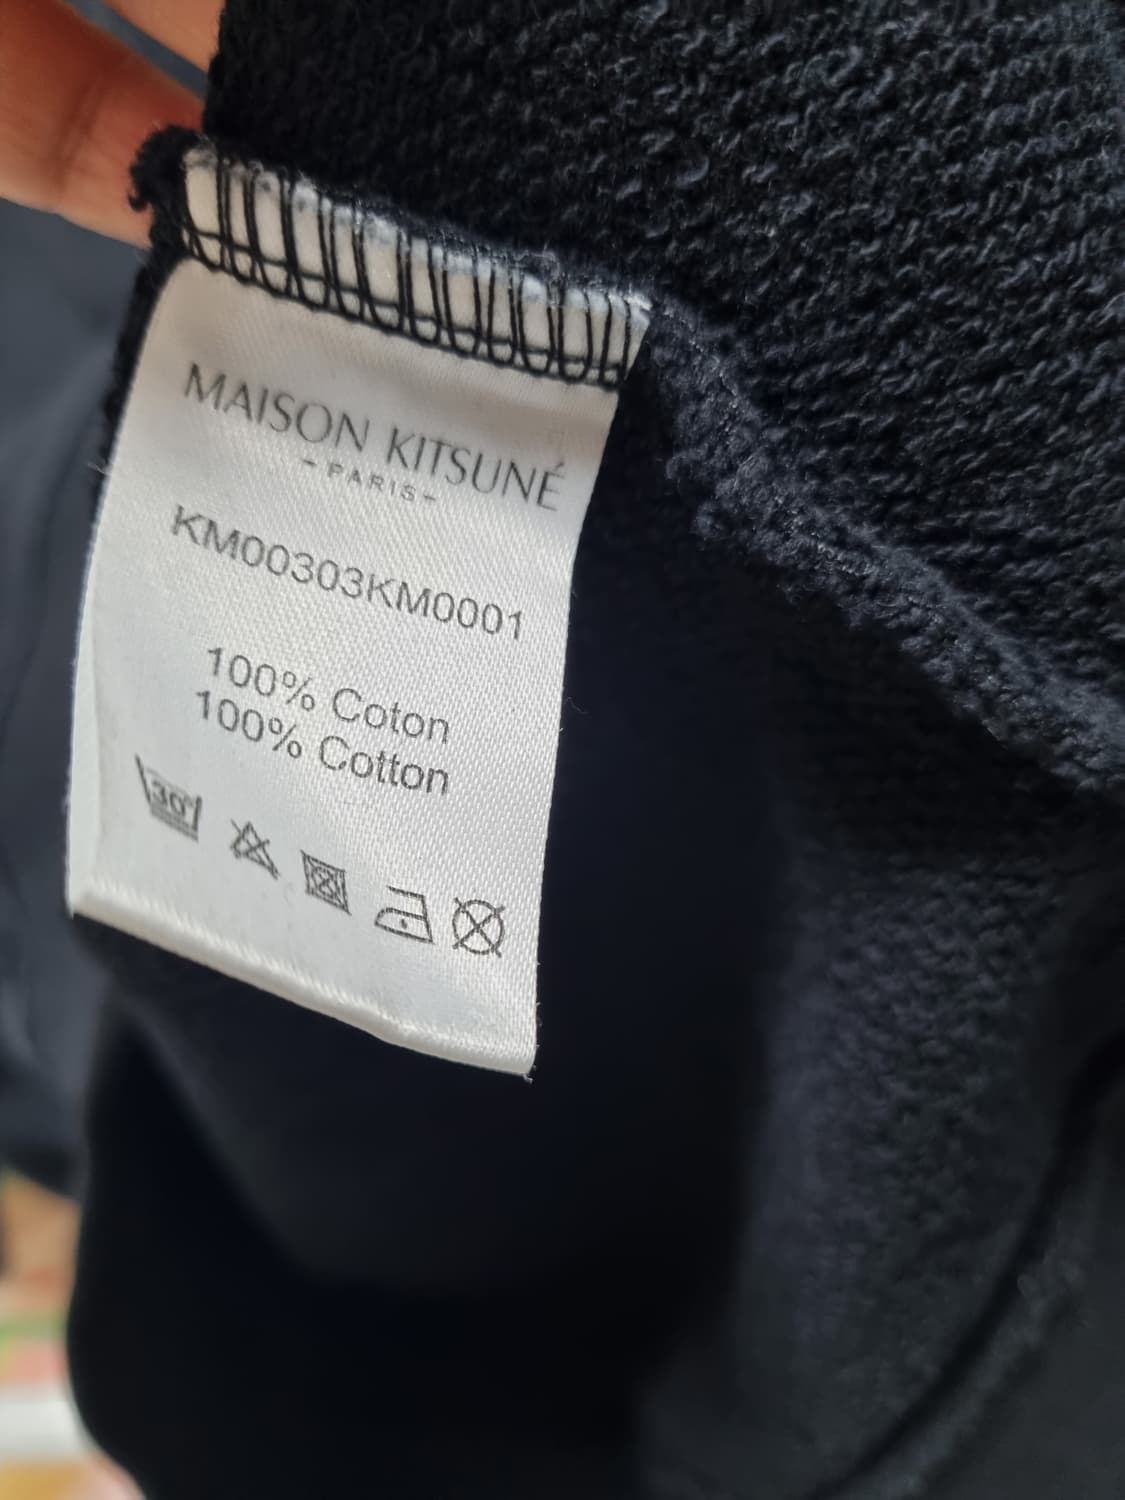 MAISON KITSUNÉ
- PARIS -
KM00303KM0001
100% Coton
100% Cotton
30°